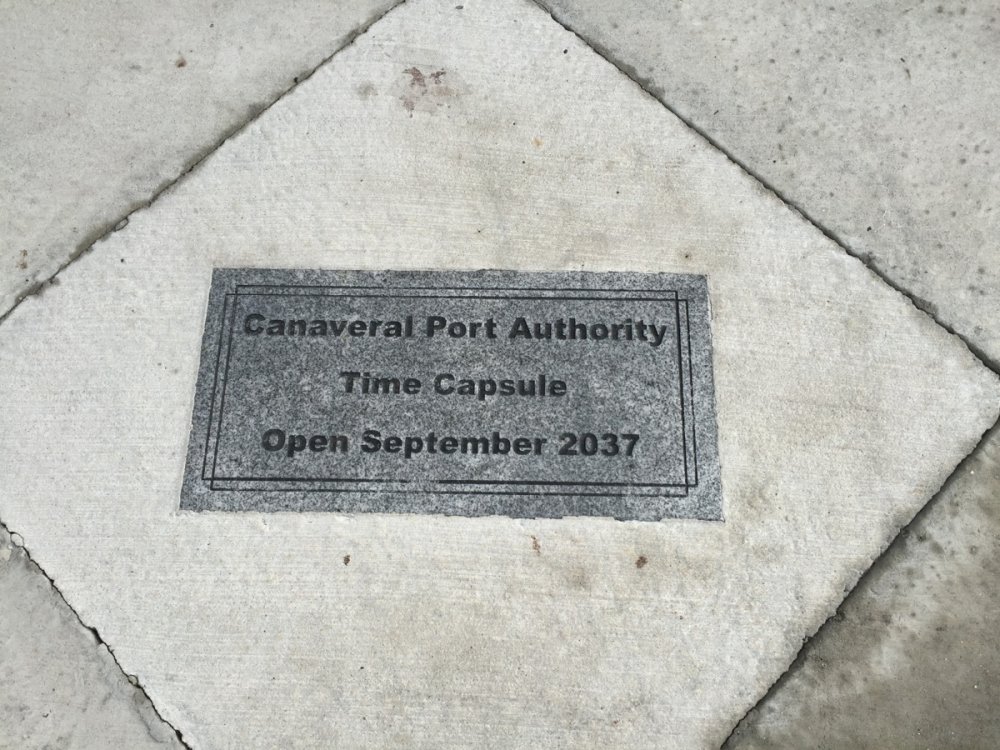 Canaveral Port Authority
Time Capsule
Open September 2037